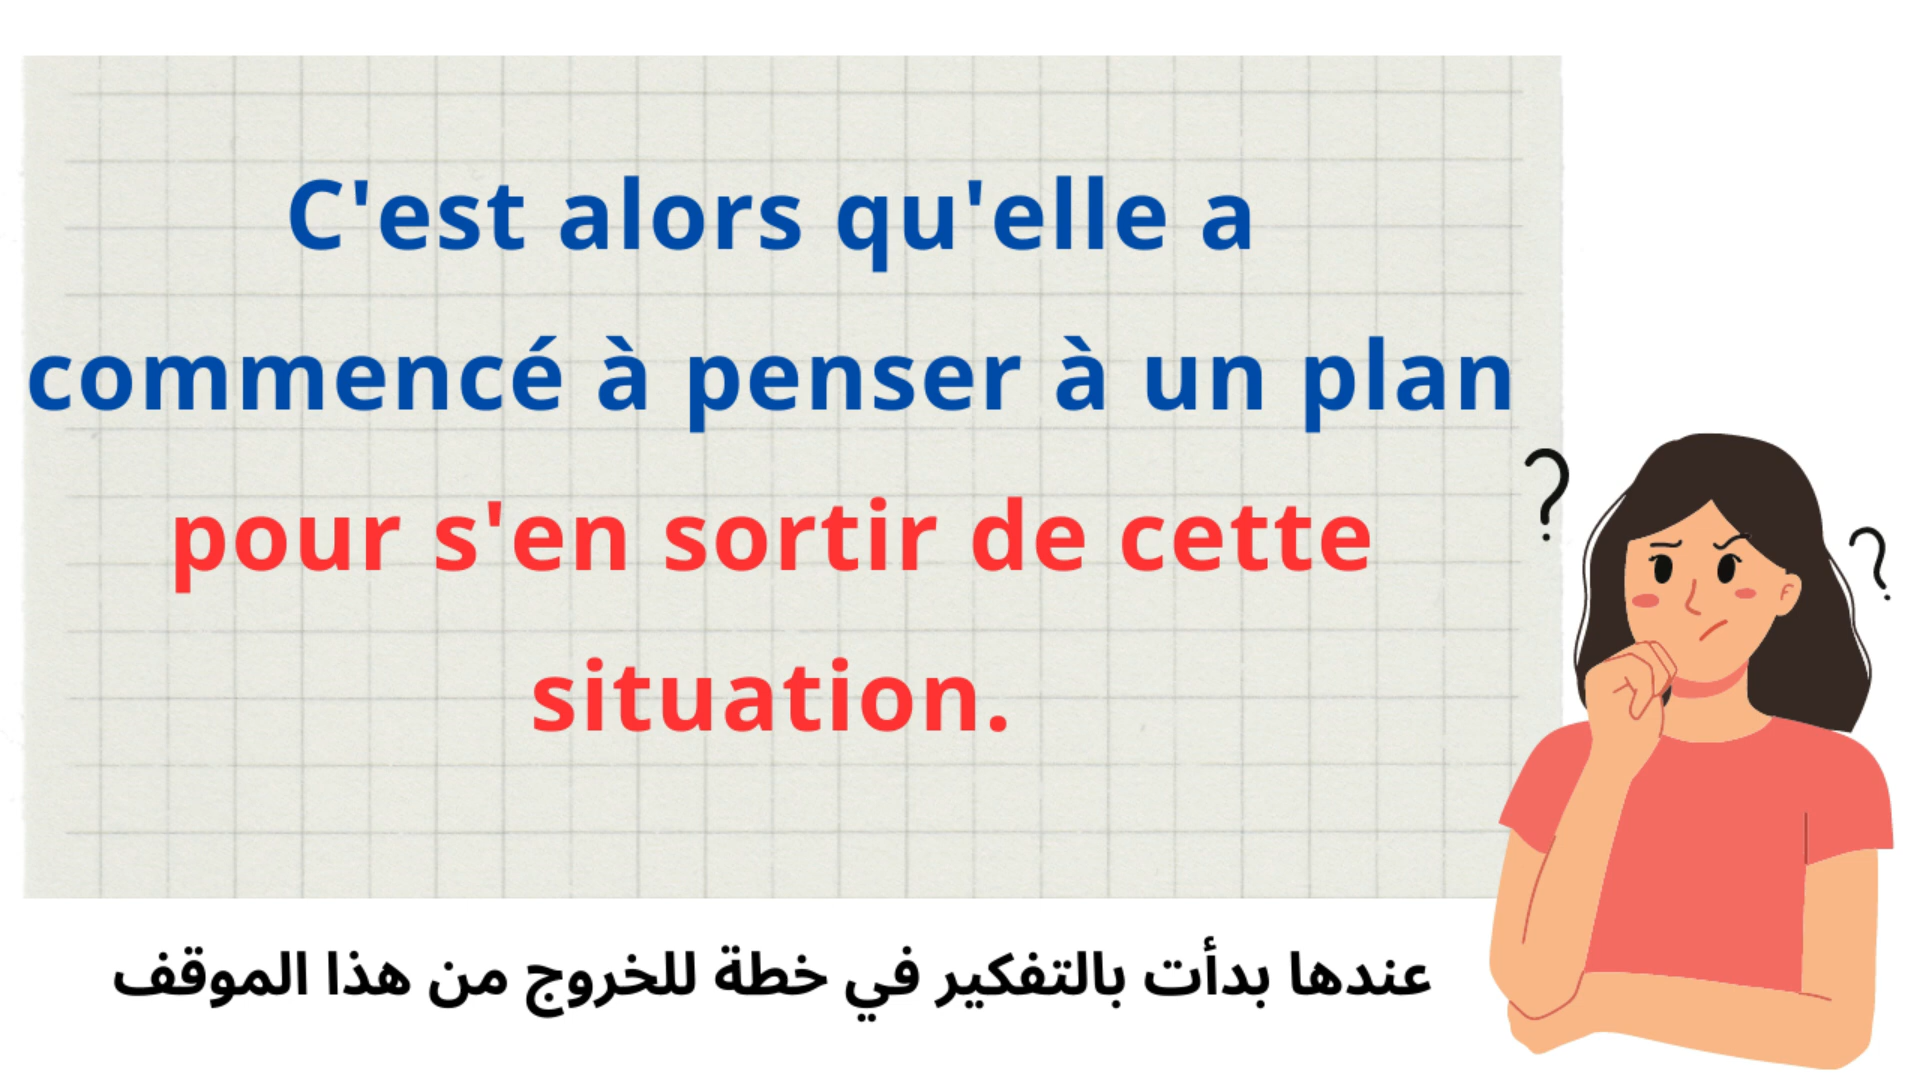 C'est alors qu'elle a
commencé à penser à un plan
pour s'en sortir de cette
situation.
? ?
عندها بدأت بالتفكير في خطة للخروج من هذا الموقف